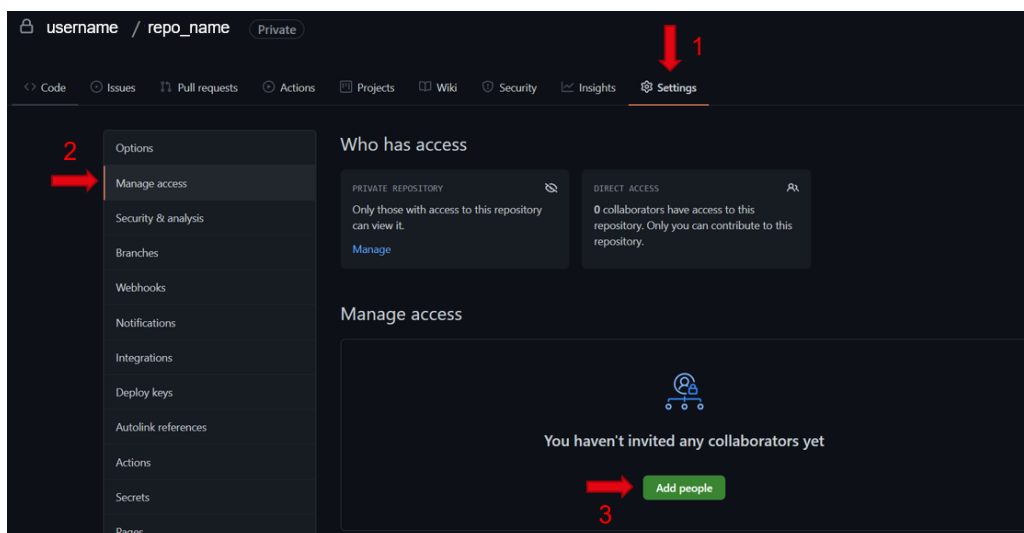 username / repo_name Private
1
Code Issues Pull requests Actions Projects Wiki Security Insights Settings
2
Options
Manage access
Security & analysis
Branches
Webhooks
Notifications
Integrations
Deploy keys
Autolink references
Actions
Secrets
Pages
Who has access
PRIVATE REPOSITORY
Only those with access to this repository
can view it.
Manage
DIRECT ACCESS
0 collaborators have access to this
repository. Only you can contribute to this
repository.
Manage access
You haven't invited any collaborators yet
Add people
3